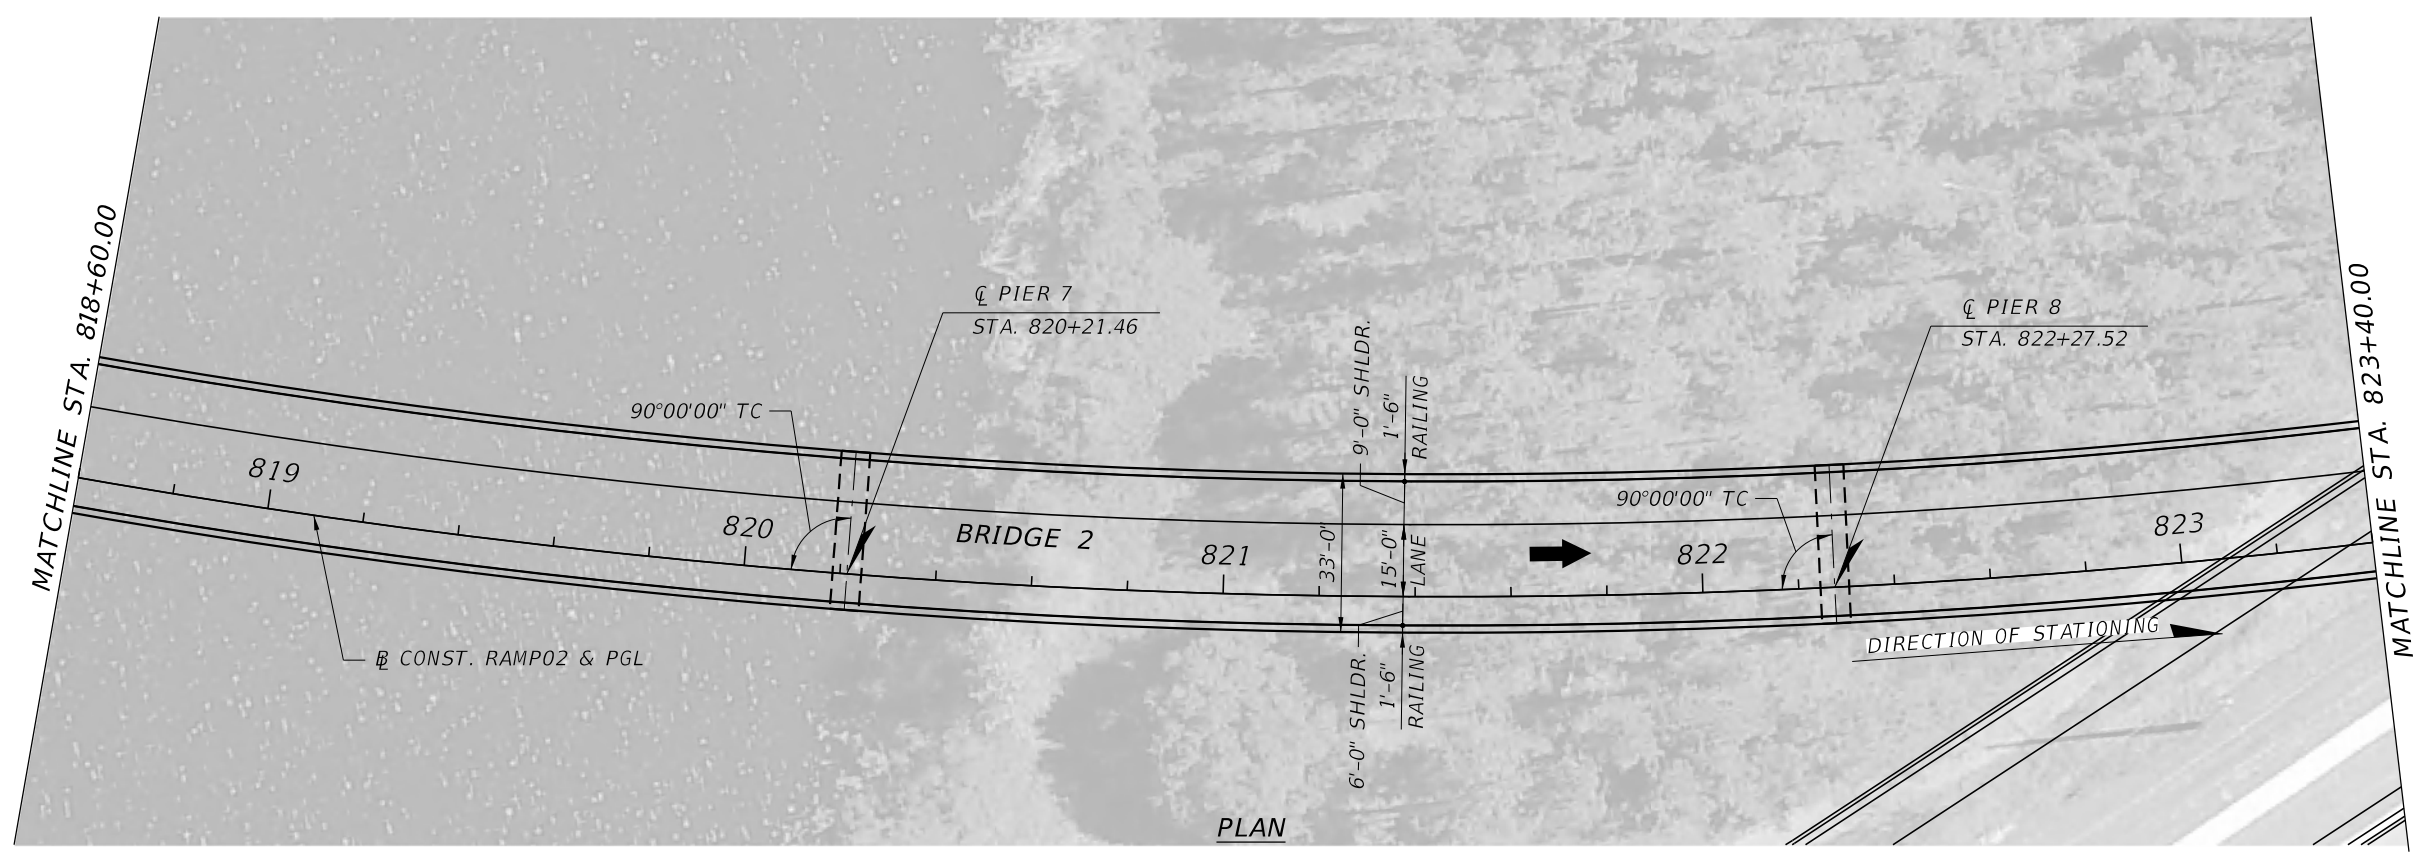 MATCHLINE STA. 818+60.00
819
90°00'00" TC
℄ PIER 7
STA. 820+21.46
820
BRIDGE 2
821
9'-0" SHLDR.
1'-6"
RAILING
33'-0"
15'-0"
LANE
6'-0" SHLDR.
1'-6"
RAILING
90°00'00" TC
822
℄ PIER 8
STA. 822+27.52
823
MATCHLINE STA. 823+40.00
DIRECTION OF STATIONING
BL CONST. RAMP02 & PGL
PLAN